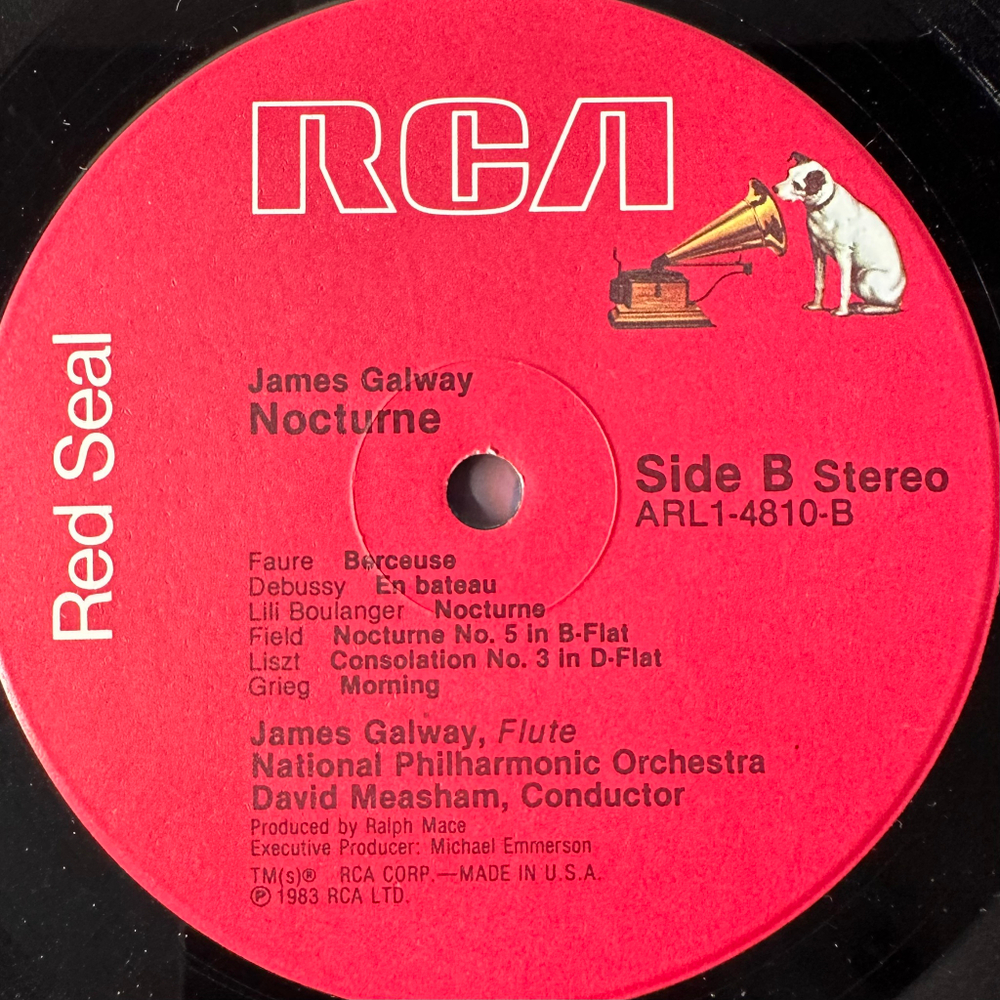 RCA
Red Seal
James Galway
Nocturne
Side B Stereo
ARL1-4810-B
Faure Berceuse
Debussy En bateau
Lili Boulanger Nocturne
Field Nocturne No. 5 in B-Flat
Liszt Consolation No. 3 in D-Flat
Grieg Morning
James Galway, Flute
National Philharmonic Orchestra
David Measham, Conductor
Produced by Ralph Mace
Executive Producer: Michael Emmerson
TM(s)® RCA CORP.—MADE IN U.S.A.
℗ 1983 RCA LTD.